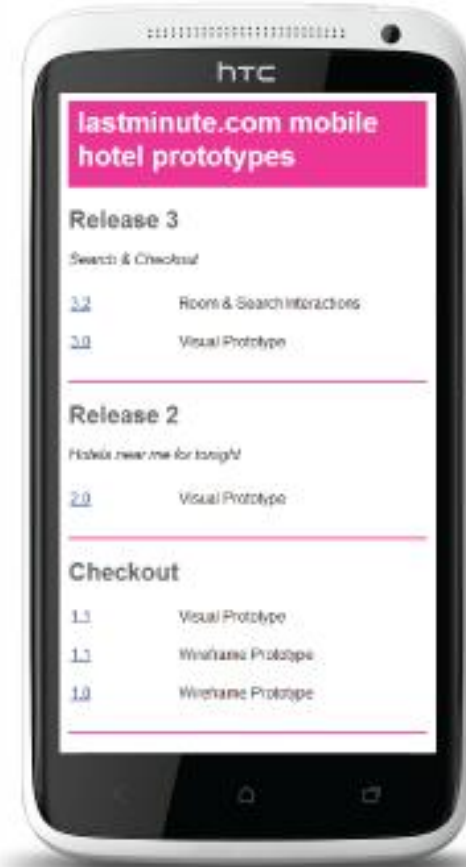 hTC
lastminute.com mobile
hotel prototypes
Release 3
Search & Checkout
3.2 Room & Search Interactions
3.0 Visual Prototype
Release 2
Hotels near me for tonight
2.0 Visual Prototype
Checkout
1.1 Visual Prototype
1.1 Wireframe Prototype
1.0 Wireframe Prototype